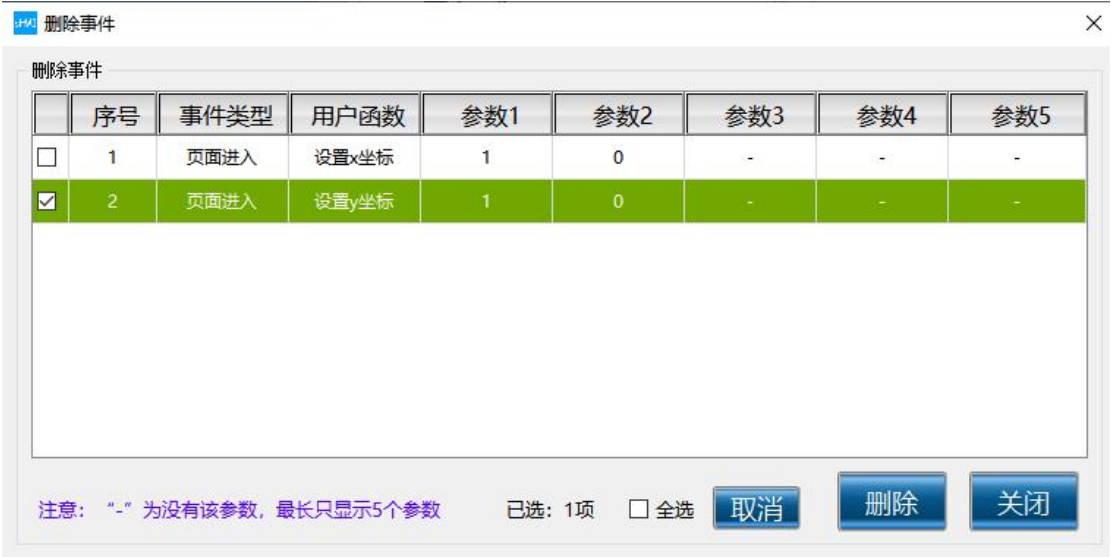 sHMI 删除事件
删除事件
序号 事件类型 用户函数 参数1 参数2 参数3 参数4 参数5
1 页面进入 设置x坐标 1 0 - - -
2 页面进入 设置y坐标 1 0 - - -
注意： “-”为没有该参数，最长只显示5个参数 已选：1项 全选 取消 删除 关闭